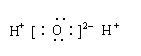 H⁺ [ :Ö̤: ]²⁻ H⁺